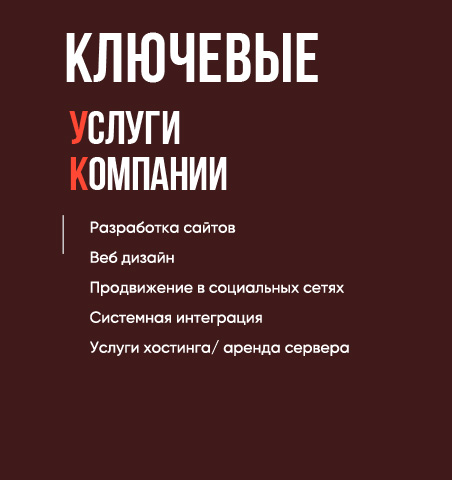 КЛЮЧЕВЫЕ
УСЛУГИ
КОМПАНИИ
Разработка сайтов
Веб дизайн
Продвижение в социальных сетях
Системная интеграция
Услуги хостинга/ аренда сервера